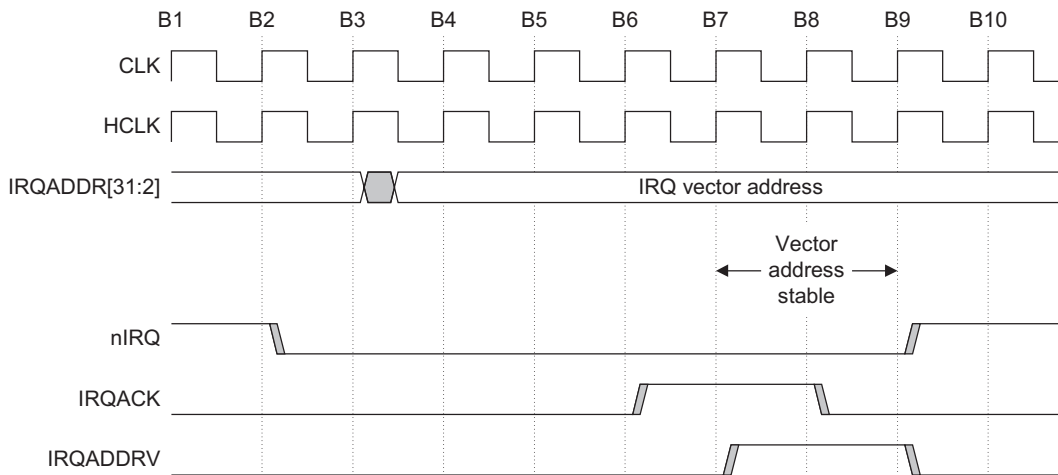 B1 B2 B3 B4 B5 B6 B7 B8 B9 B10
CLK
HCLK
IRQADDR[31:2] IRQ vector address
Vector
address
stable
nIRQ
IRQACK
IRQADDRV